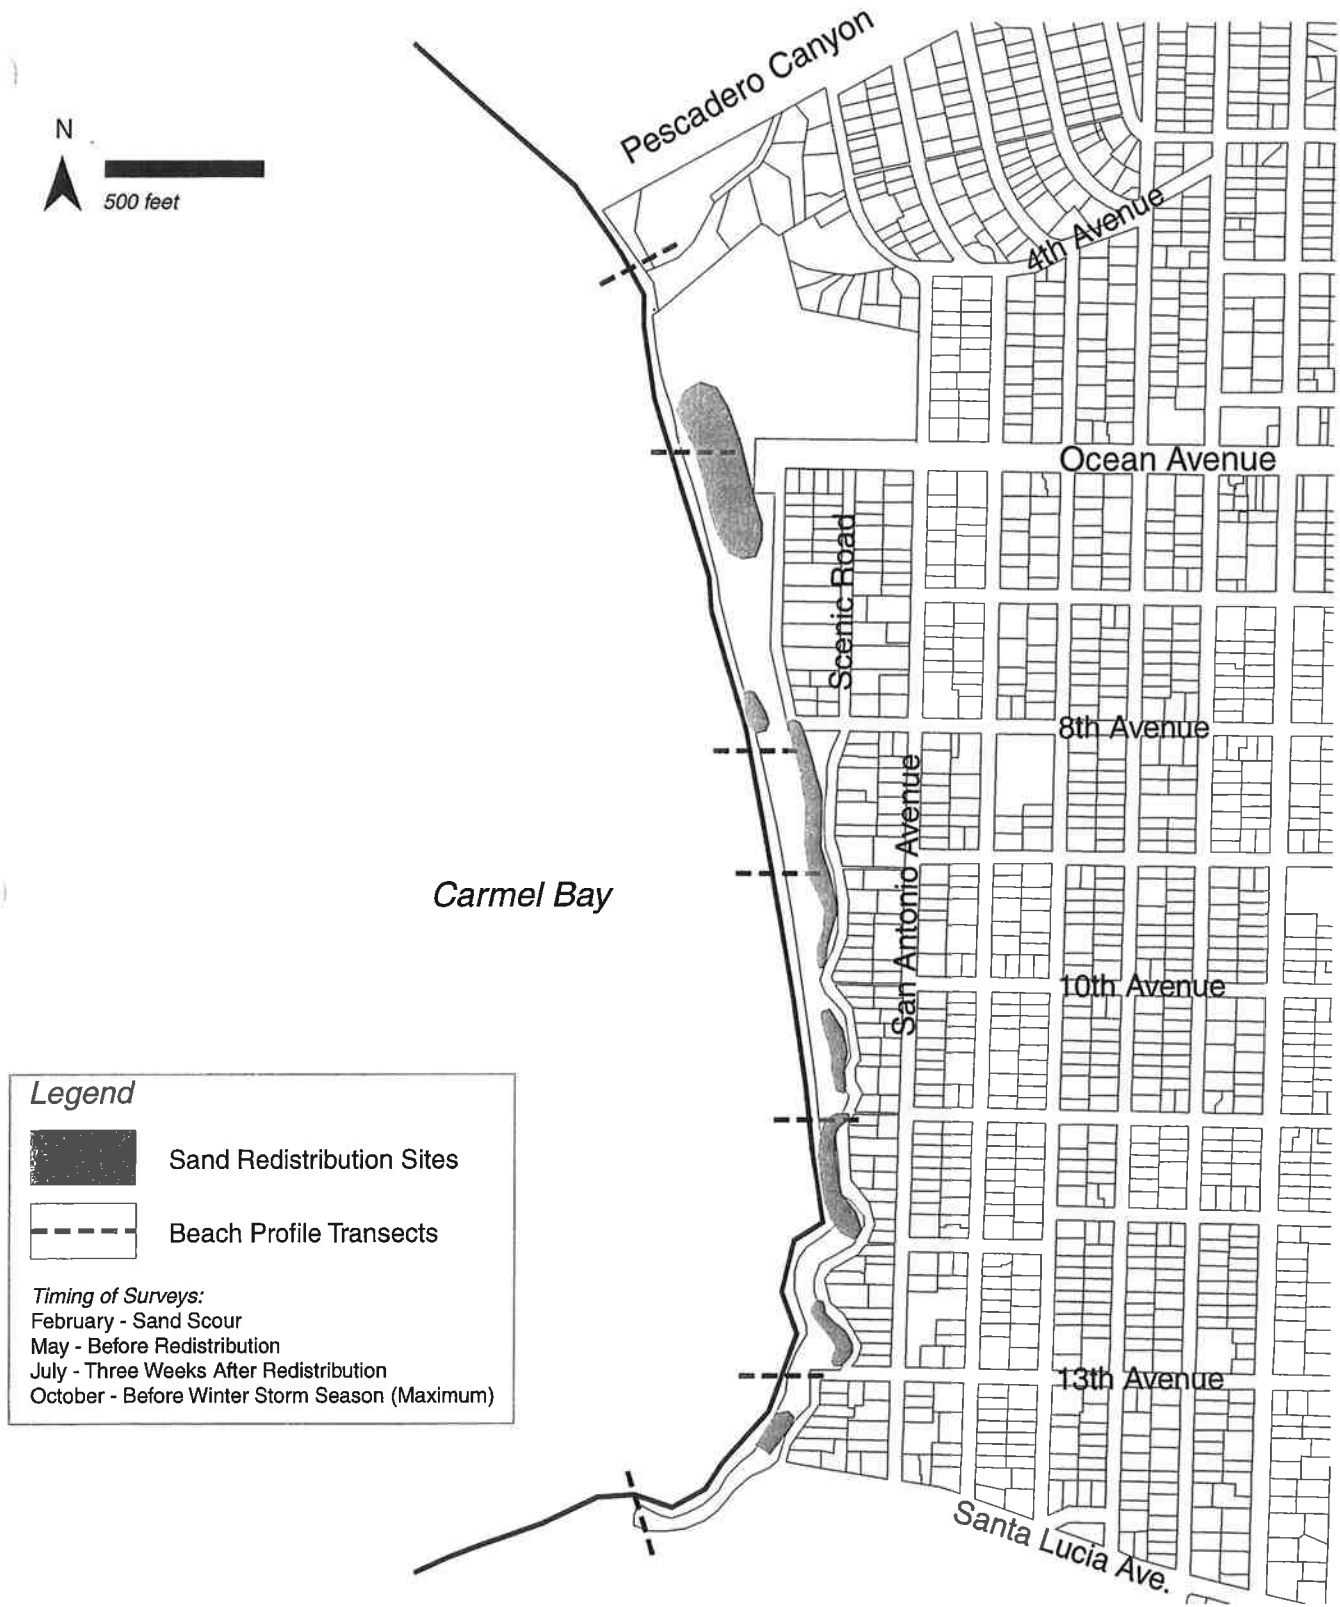 Pescadero Canyon
N
500 feet
4th Avenue
Ocean Avenue
Scenic Road
8th Avenue
San Antonio Avenue
Carmel Bay
10th Avenue
Legend
Sand Redistribution Sites
Beach Profile Transects
Timing of Surveys:
February - Sand Scour
May - Before Redistribution
July - Three Weeks After Redistribution
October - Before Winter Storm Season (Maximum)
13th Avenue
Santa Lucia Ave.